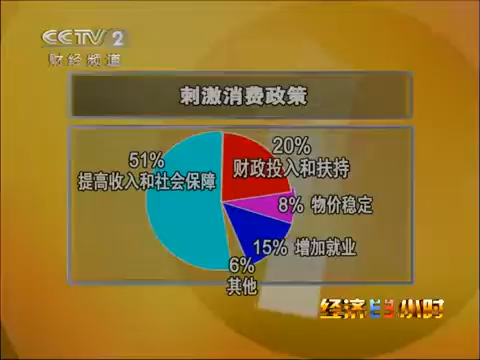 CCTV 2
财经频道
刺激消费政策
51%
提高收入和社会保障
20%
财政投入和扶持
8% 物价稳定
15% 增加就业
6%
其他
经济 小时